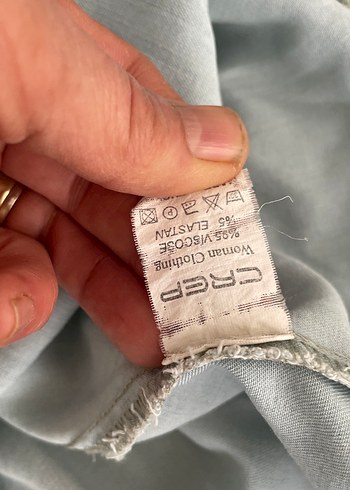 CREP
Woman Clothing
%95 VISCOSE
%5 ELASTAN